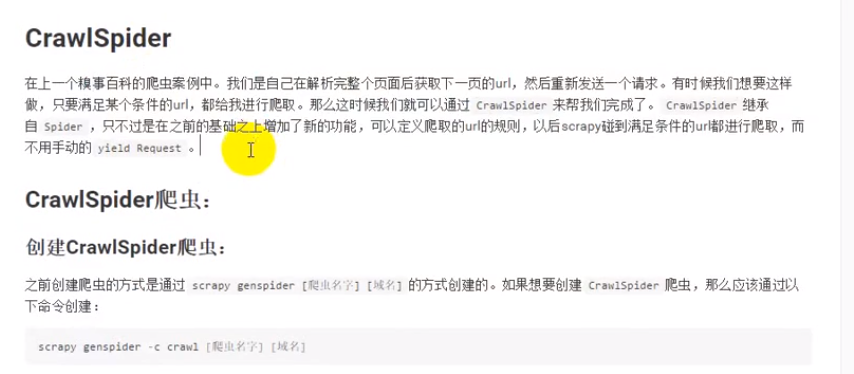 CrawlSpider
在上一个糗事百科的爬虫案例中。我们是自己在解析完整个页面后获取下一页的url，然后重新发送一个请求。有时候我们想要这样
做，只要满足某个条件的url，都给我进行爬取。那么这时候我们就可以通过 CrawlSpider 来帮我们完成了。 CrawlSpider 继承
自 Spider ，只不过是在之前的基础之上增加了新的功能，可以定义爬取的url的规则，以后scrapy碰到满足条件的url都进行爬取，而
不用手动的 yield Request 。
CrawlSpider爬虫：
创建CrawlSpider爬虫：
之前创建爬虫的方式是通过 scrapy genspider [爬虫名字] [域名] 的方式创建的。如果想要创建 CrawlSpider 爬虫，那么应该通过以
下命令创建：
scrapy genspider -c crawl [爬虫名字] [域名]